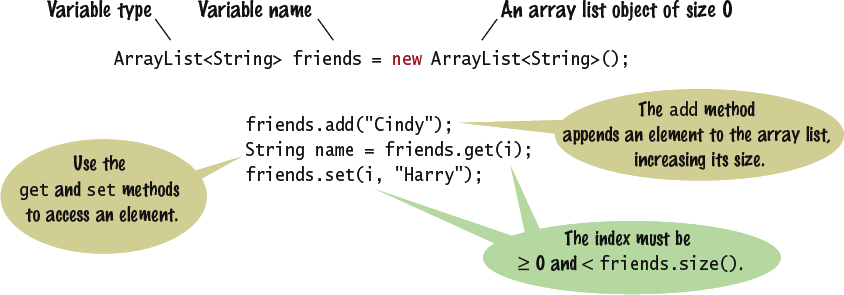 Variable type
Variable name
An array list object of size 0
ArrayList<String> friends = new ArrayList<String>();
friends.add("Cindy");
String name = friends.get(i);
friends.set(i, "Harry");
The add method
appends an element to the array list,
increasing its size.
Use the
get and set methods
to access an element.
The index must be
≥ 0 and < friends.size().